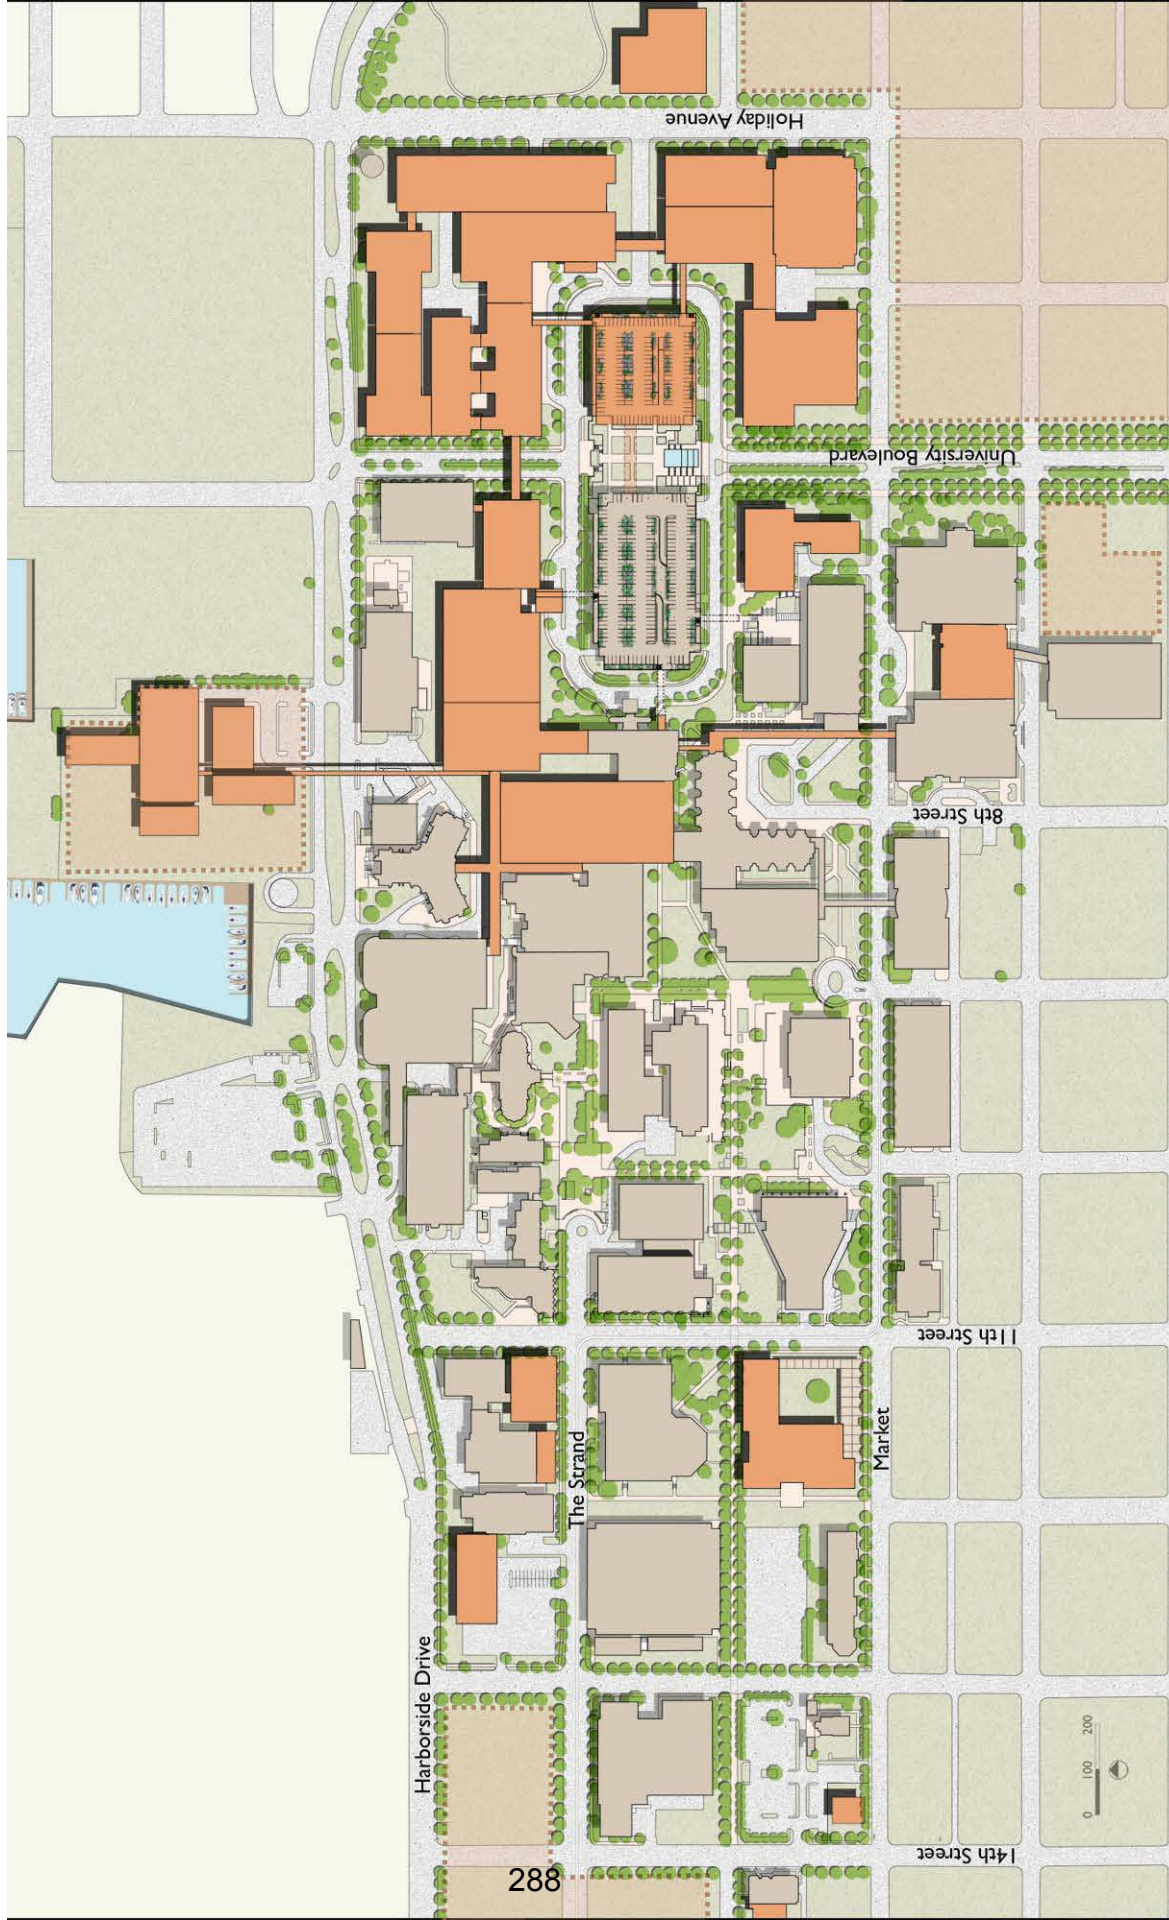 Holiday Avenue
University Boulevard
8th Street
11th Street
Market
The Strand
Harborside Drive
0 100 200
14th Street
288